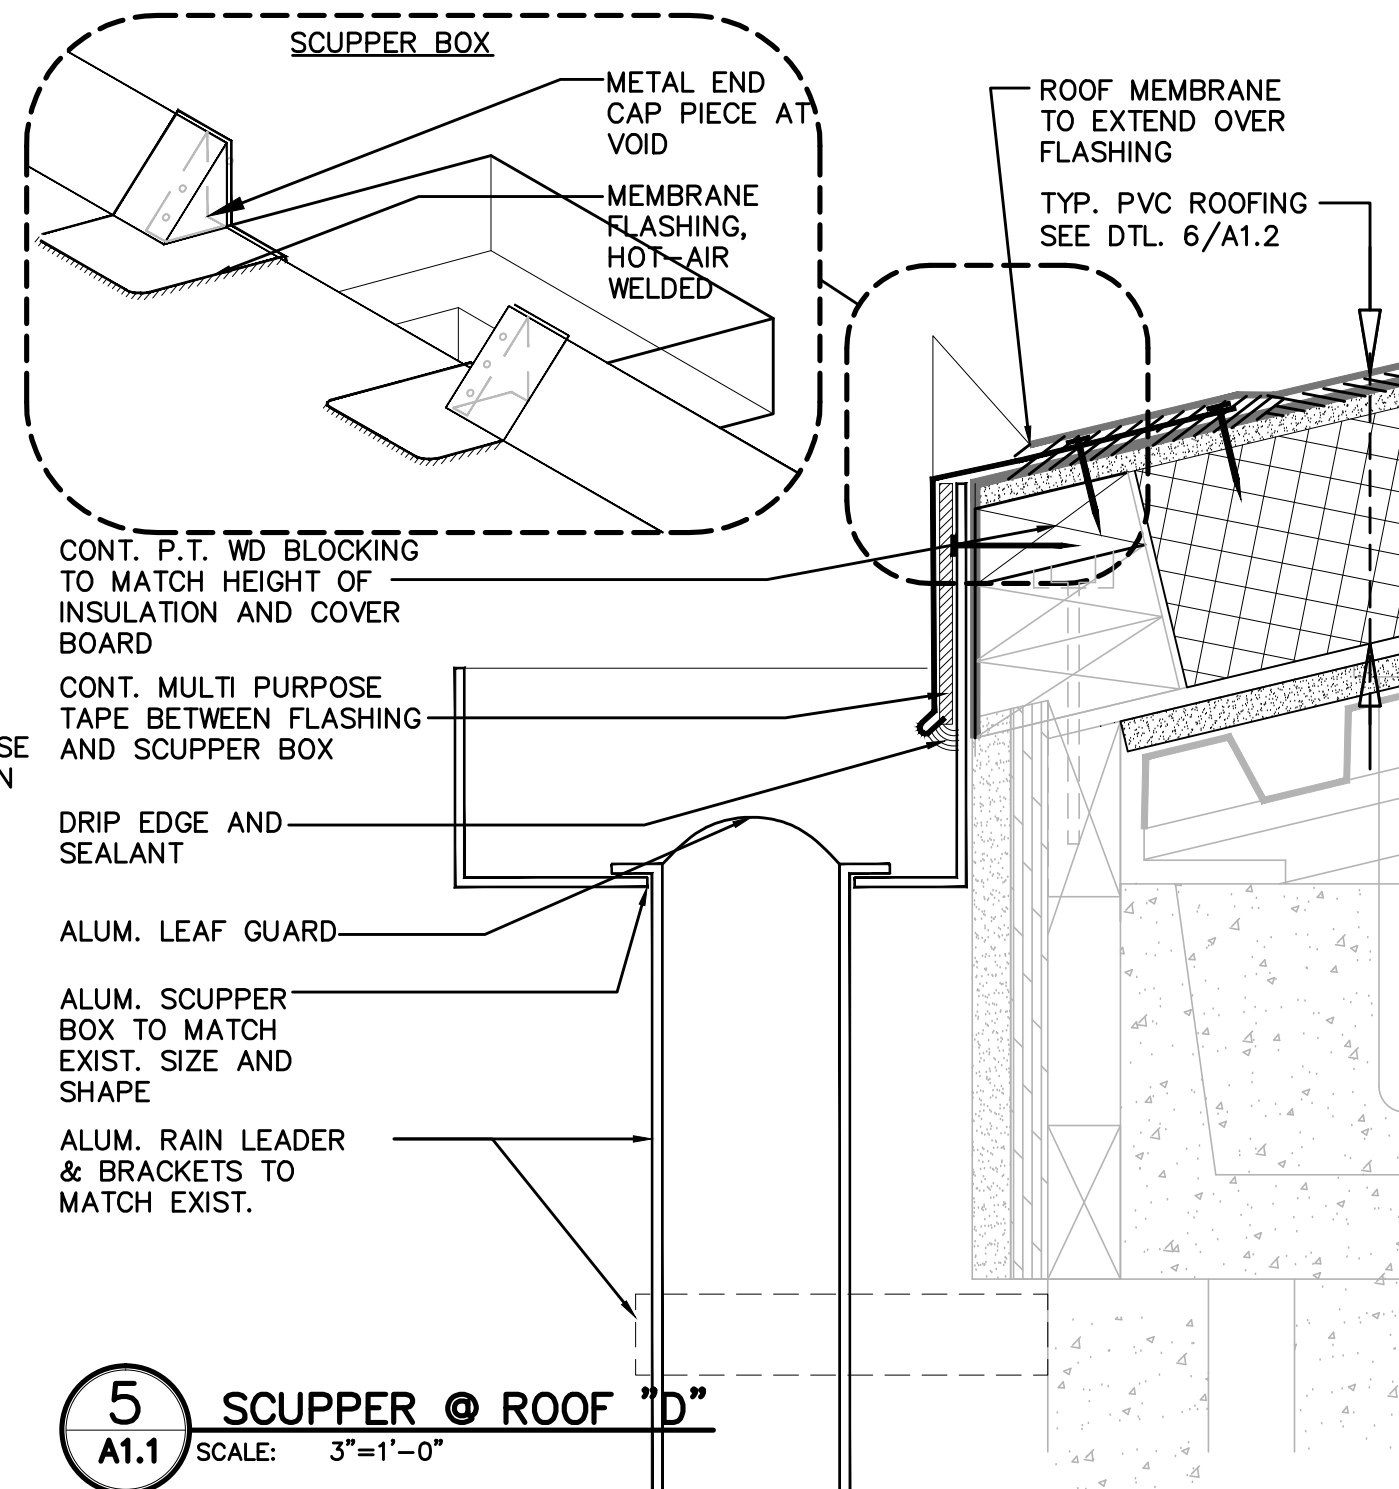 SCUPPER BOX
METAL END
CAP PIECE AT
VOID
MEMBRANE
FLASHING,
HOT-AIR
WELDED
ROOF MEMBRANE
TO EXTEND OVER
FLASHING
TYP. PVC ROOFING
SEE DTL. 6/A1.2
CONT. P.T. WD BLOCKING
TO MATCH HEIGHT OF
INSULATION AND COVER
BOARD
CONT. MULTI PURPOSE
TAPE BETWEEN FLASHING
AND SCUPPER BOX
SE
N
DRIP EDGE AND
SEALANT
ALUM. LEAF GUARD
ALUM. SCUPPER
BOX TO MATCH
EXIST. SIZE AND
SHAPE
ALUM. RAIN LEADER
& BRACKETS TO
MATCH EXIST.
5
A1.1
SCUPPER @ ROOF "D"
SCALE: 3"=1'-0"